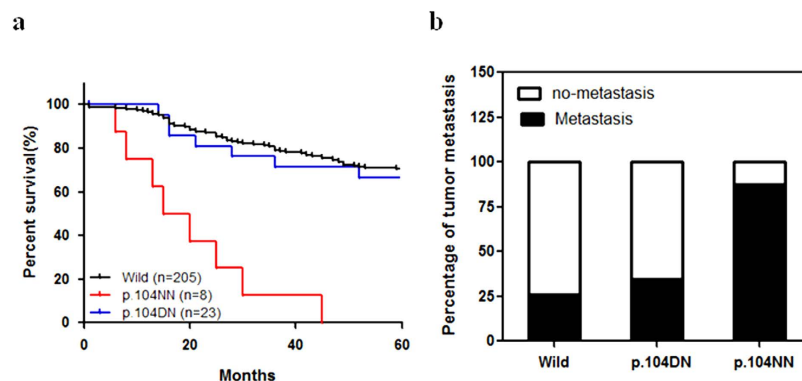 a
Percent survival(%)
100
80
60
40
20
0
Wild (n=205)
p.104NN (n=8)
p.104DN (n=23)
0
20
40
60
Months
b
Percentage of tumor metastasis
150
125
100
75
50
25
0
no-metastasis
Metastasis
Wild
p.104DN
p.104NN